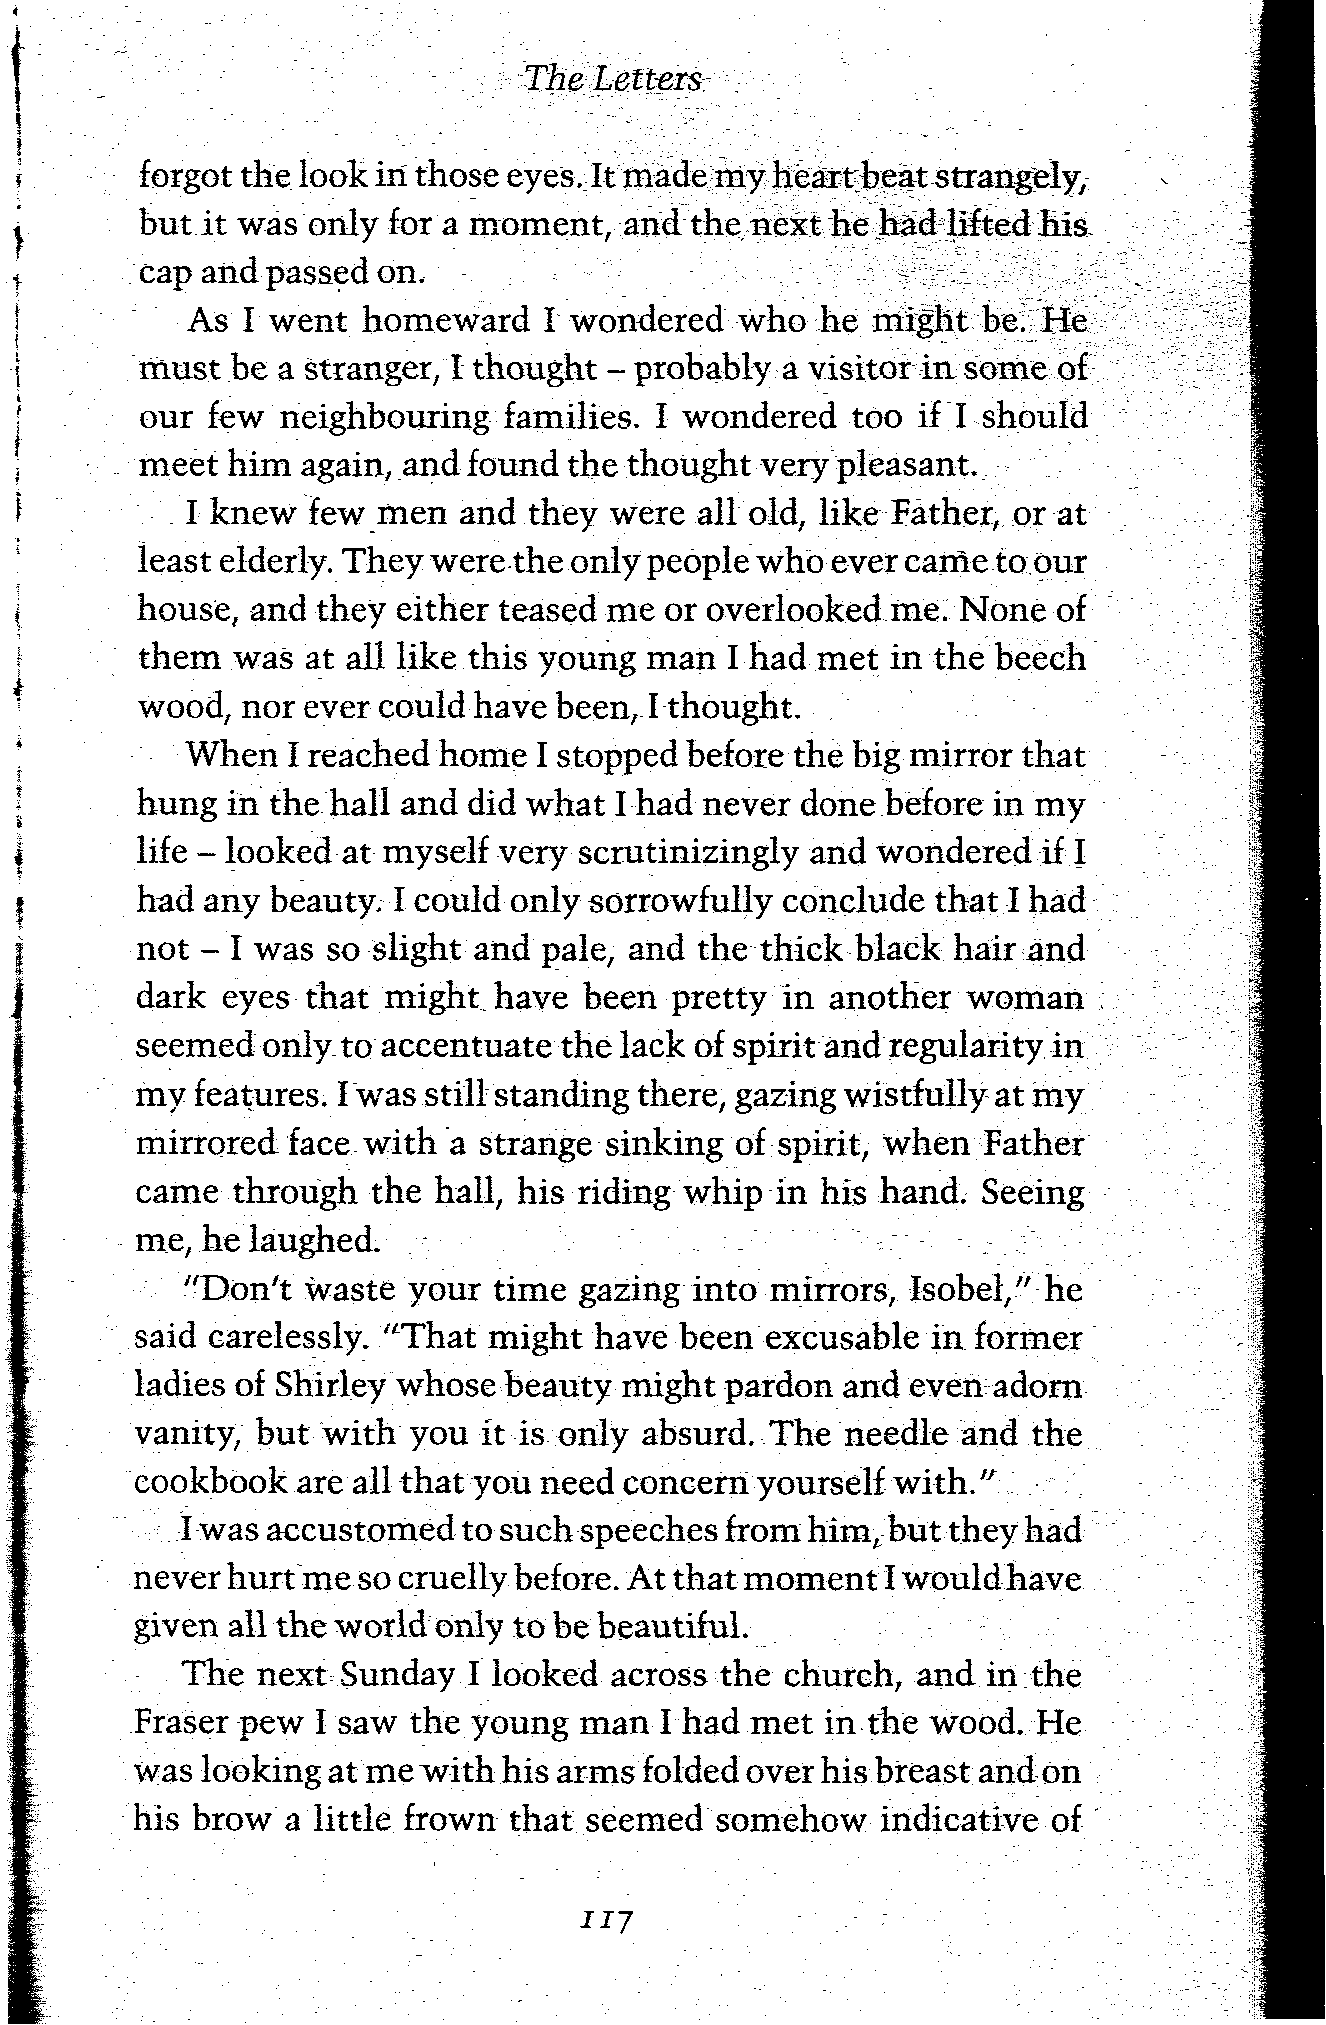 The Letters
forgot the look in those eyes. It made my heart beat strangely,
but it was only for a moment, and the next he had lifted his
cap and passed on.
As I went homeward I wondered who he might be. He
must be a stranger, I thought – probably a visitor in some of
our few neighbouring families. I wondered too if I should
meet him again, and found the thought very pleasant.
I knew few men and they were all old, like Father, or at
least elderly. They were the only people who ever came to our
house, and they either teased me or overlooked me. None of
them was at all like this young man I had met in the beech
wood, nor ever could have been, I thought.
When I reached home I stopped before the big mirror that
hung in the hall and did what I had never done before in my
life – looked at myself very scrutinizingly and wondered if I
had any beauty. I could only sorrowfully conclude that I had
not – I was so slight and pale, and the thick black hair and
dark eyes that might have been pretty in another woman
seemed only to accentuate the lack of spirit and regularity in
my features. I was still standing there, gazing wistfully at my
mirrored face with a strange sinking of spirit, when Father
came through the hall, his riding whip in his hand. Seeing
me, he laughed.
"Don't waste your time gazing into mirrors, Isobel," he
said carelessly. "That might have been excusable in former
ladies of Shirley whose beauty might pardon and even adorn
vanity, but with you it is only absurd. The needle and the
cookbook are all that you need concern yourself with."
I was accustomed to such speeches from him, but they had
never hurt me so cruelly before. At that moment I would have
given all the world only to be beautiful.
The next Sunday I looked across the church, and in the
Fraser pew I saw the young man I had met in the wood. He
was looking at me with his arms folded over his breast and on
his brow a little frown that seemed somehow indicative of
117